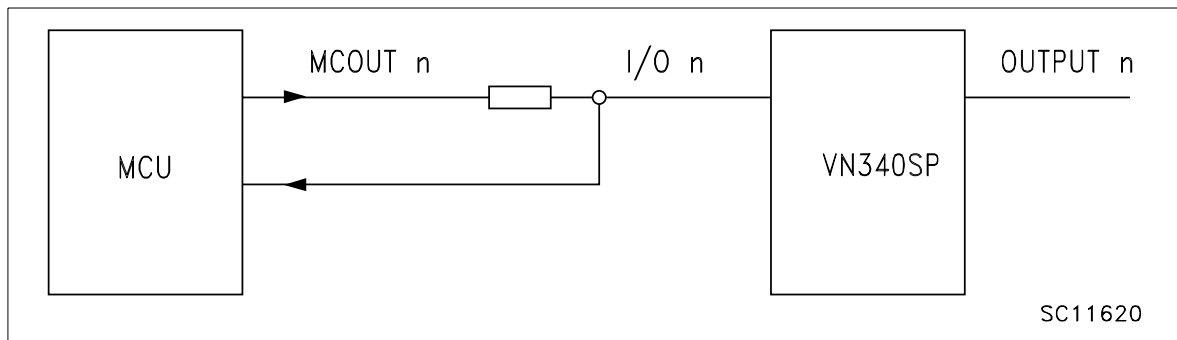 MCOUT n
I/O n
OUTPUT n
MCU
VN340SP
SC11620